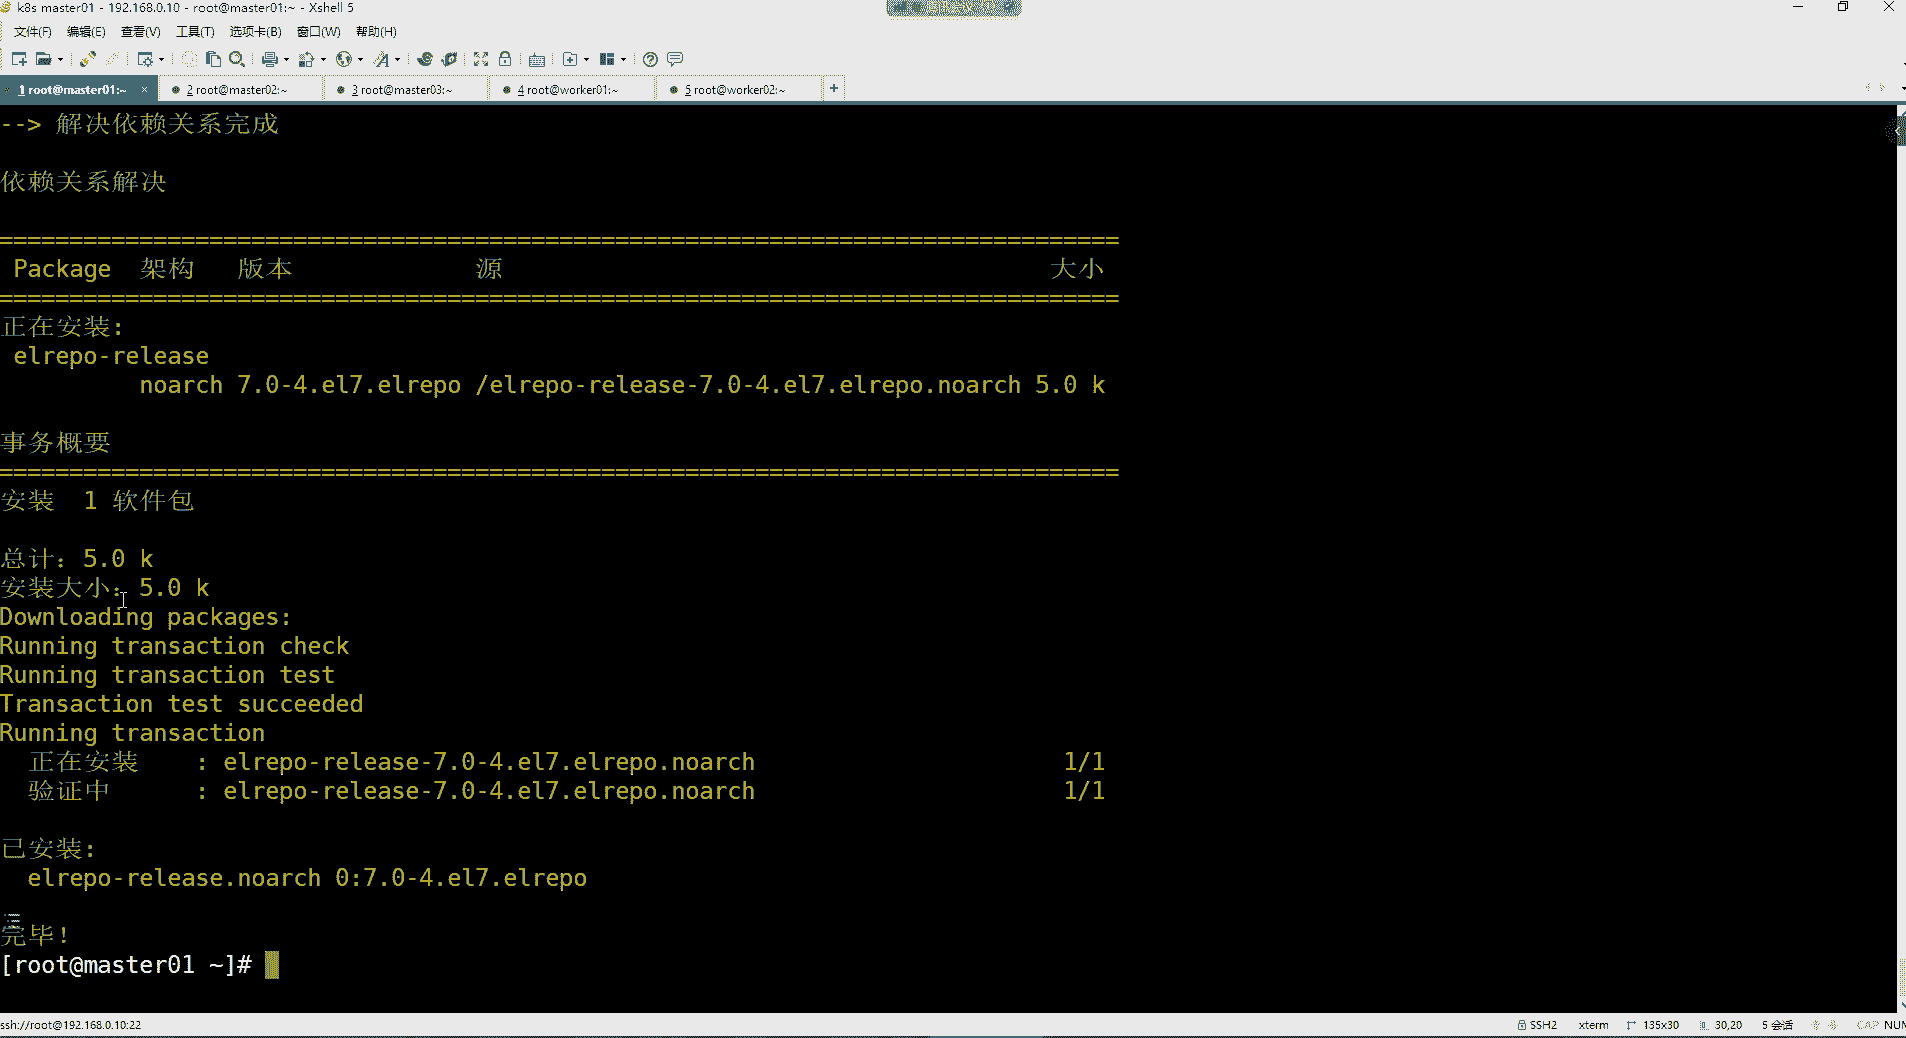 k8s master01 - 192.168.0.10 - root@master01:~ - Xshell 5
文件(F) 编辑(E) 查看(V) 工具(T) 选项卡(B) 窗口(W) 帮助(H)
1 root@master01:~ × 2 root@master02:~ 3 root@master03:~ 4 root@worker01:~ 5 root@worker02:~ +
--> 解决依赖关系完成
依赖关系解决
================================================================================
Package 架构 版本 源 大小
================================================================================
正在安装:
elrepo-release
noarch 7.0-4.el7.elrepo /elrepo-release-7.0-4.el7.elrepo.noarch 5.0 k
事务概要
================================================================================
安装 1 软件包
总计：5.0 k
安装大小：5.0 k
Downloading packages:
Running transaction check
Running transaction test
Transaction test succeeded
Running transaction
正在安装 : elrepo-release-7.0-4.el7.elrepo.noarch 1/1
验证中 : elrepo-release-7.0-4.el7.elrepo.noarch 1/1
已安装:
elrepo-release.noarch 0:7.0-4.el7.elrepo
完毕！
[root@master01 ~]#
ssh://root@192.168.0.10:22 SSH2 xterm 135x30 30,20 5 会话 CAP NUM